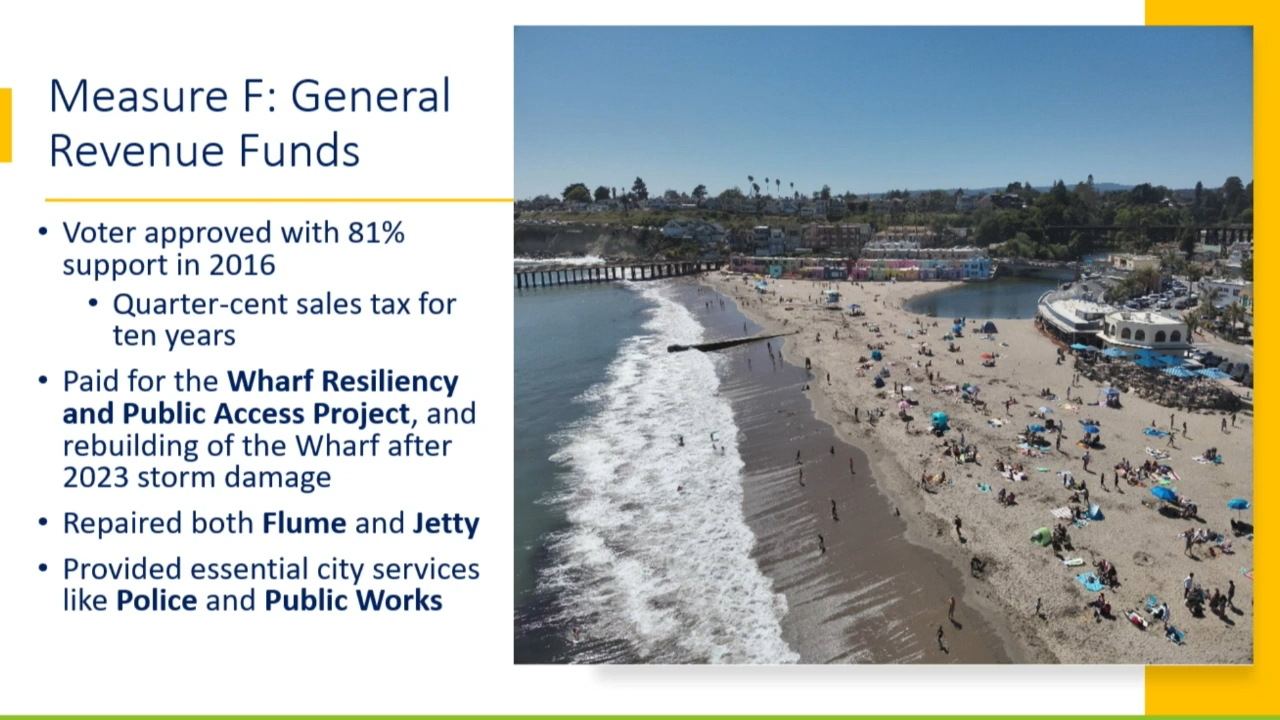 Measure F: General
Revenue Funds
• Voter approved with 81%
support in 2016
• Quarter-cent sales tax for
ten years
• Paid for the Wharf Resiliency
and Public Access Project, and
rebuilding of the Wharf after
2023 storm damage
• Repaired both Flume and Jetty
• Provided essential city services
like Police and Public Works